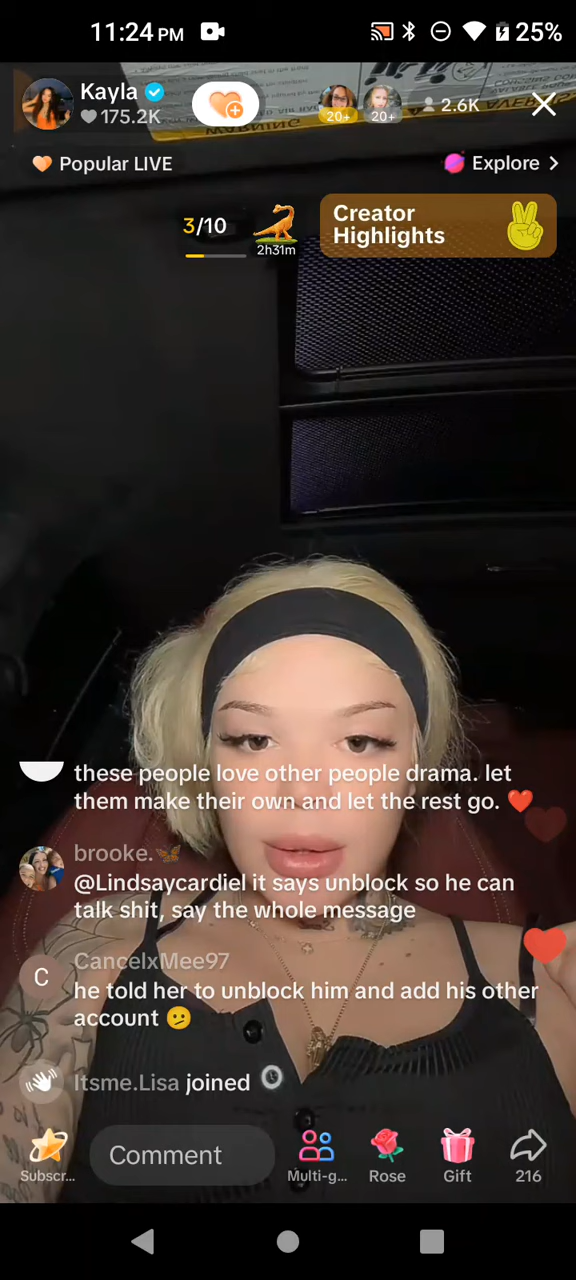 11:24 PM
25%
WARNING
Kayla
175.2K
20+
20+
2.6K
Popular LIVE
Explore
3/10
2h31m
Creator
Highlights
these people love other people drama. let
them make their own and let the rest go. ❤️
brooke.🦋
@Lindsaycardiel it says unblock so he can
talk shit, say the whole message
C
CancelxMee97
he told her to unblock him and add his other
account 🫤
Itsme.Lisa joined
Subscr...
Comment
Multi-g...
Rose
Gift
216